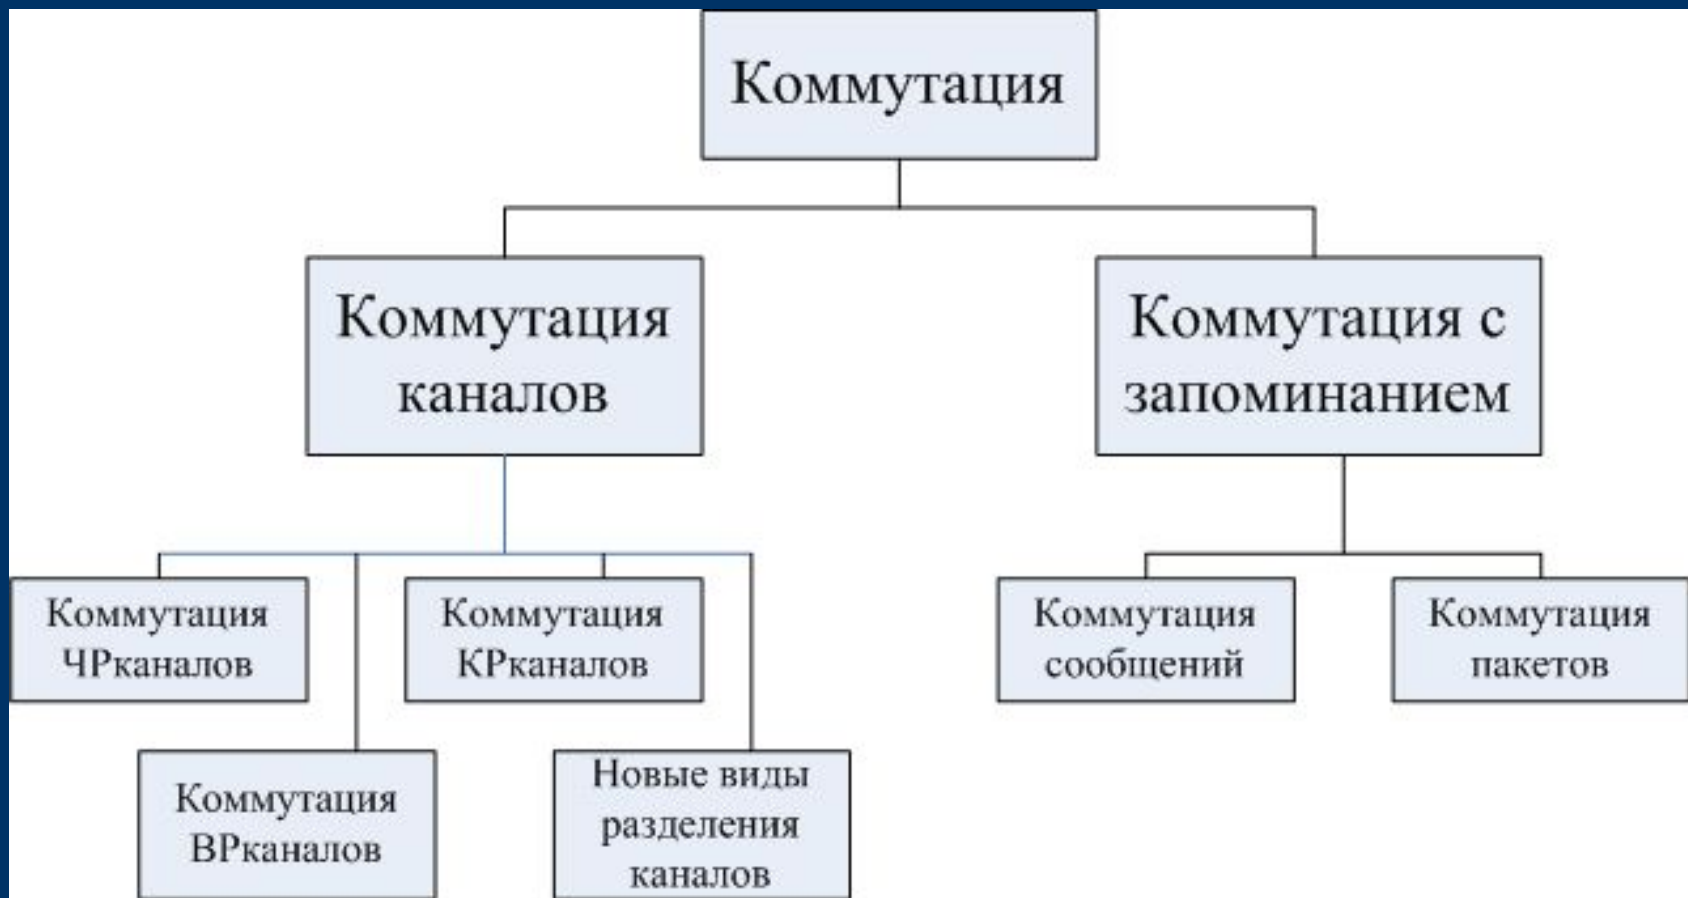 Коммутация
Коммутация
каналов
Коммутация с
запоминанием
Коммутация
ЧРканалов
Коммутация
КРканалов
Коммутация
сообщений
Коммутация
пакетов
Коммутация
ВРканалов
Новые виды
разделения
каналов